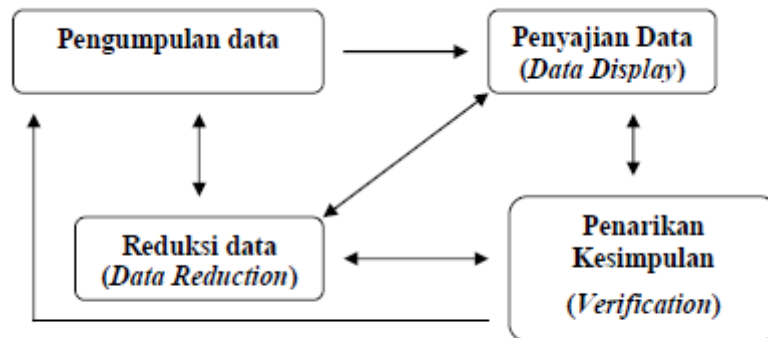 Pengumpulan data
Penyajian Data
(Data Display)
Reduksi data
(Data Reduction)
Penarikan
Kesimpulan
(Verification)